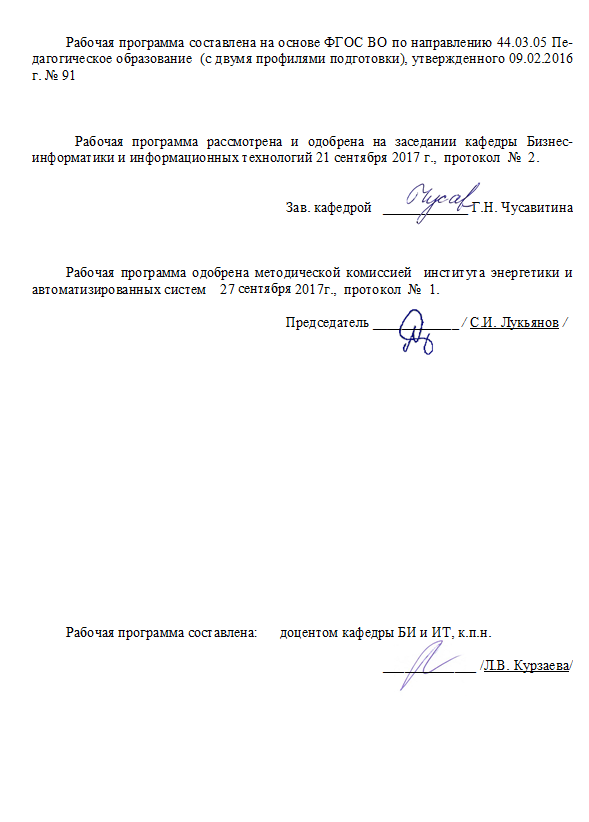 Рабочая программа составлена на основе ФГОС ВО по направлению 44.03.05 Пе-
дагогическое образование (с двумя профилями подготовки), утвержденного 09.02.2016
г. № 91
Рабочая программа рассмотрена и одобрена на заседании кафедры Бизнес-
информатики и информационных технологий 21 сентября 2017 г., протокол № 2.
Зав. кафедрой ____________ Г.Н. Чусавитина
Рабочая программа одобрена методической комиссией института энергетики и
автоматизированных систем 27 сентября 2017г., протокол № 1.
Председатель ____________ / С.И. Лукьянов /
Рабочая программа составлена: доцентом кафедры БИ и ИТ, к.п.н.
_____________ /Л.В. Курзаева/